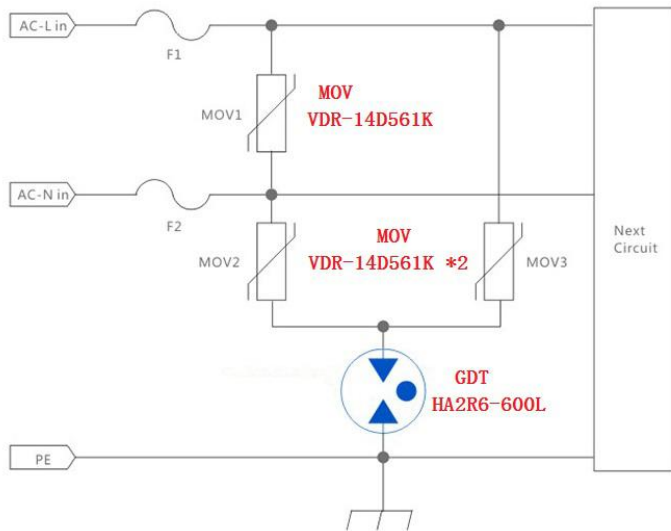 AC-L in
F1
MOV
MOV1
VDR-14D561K
AC-N in
F2
MOV
MOV2
VDR-14D561K *2
MOV3
Next
Circuit
GDT
HA2R6-600L
PE